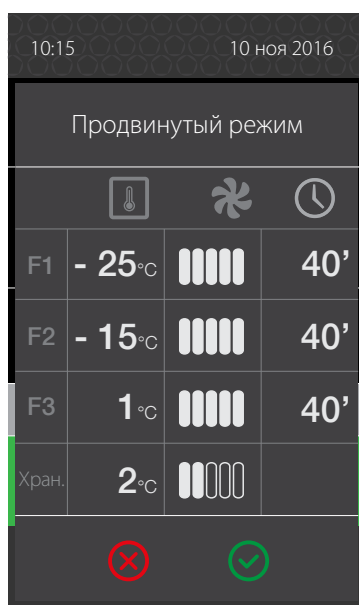 10:15 10 ноя 2016
Продвинутый режим
F1 - 25°C 40’
F2 - 15°C 40’
F3 1°C 40’
Хран. 2°C